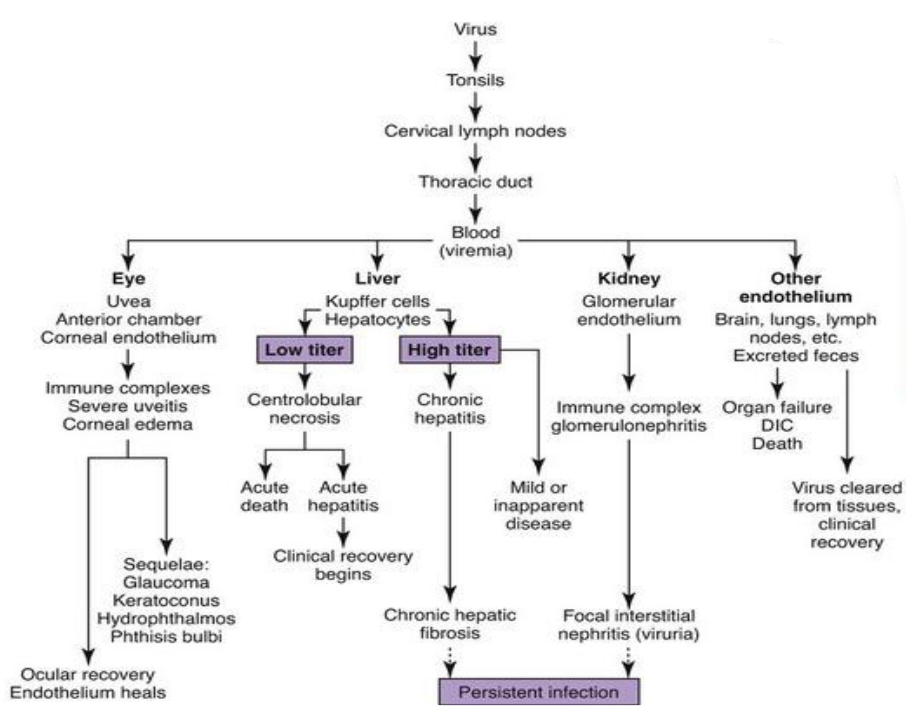 Virus
Tonsils
Cervical lymph nodes
Thoracic duct
Blood
(viremia)
Eye
Uvea
Anterior chamber
Corneal endothelium
Immune complexes
Severe uveitis
Corneal edema
Sequelae:
Glaucoma
Keratoconus
Hydrophthalmos
Phthisis bulbi
Ocular recovery
Endothelium heals
Liver
Kupffer cells
Hepatocytes
Low titer
Centrolobular
necrosis
Acute
death
Acute
hepatitis
Clinical recovery
begins
High titer
Chronic
hepatitis
Mild or
inapparent
disease
Chronic hepatic
fibrosis
Kidney
Glomerular
endothelium
Immune complex
glomerulonephritis
Focal interstitial
nephritis (viruria)
Persistent infection
Other
endothelium
Brain, lungs, lymph
nodes, etc.
Excreted feces
Organ failure
DIC
Death
Virus cleared
from tissues,
clinical
recovery